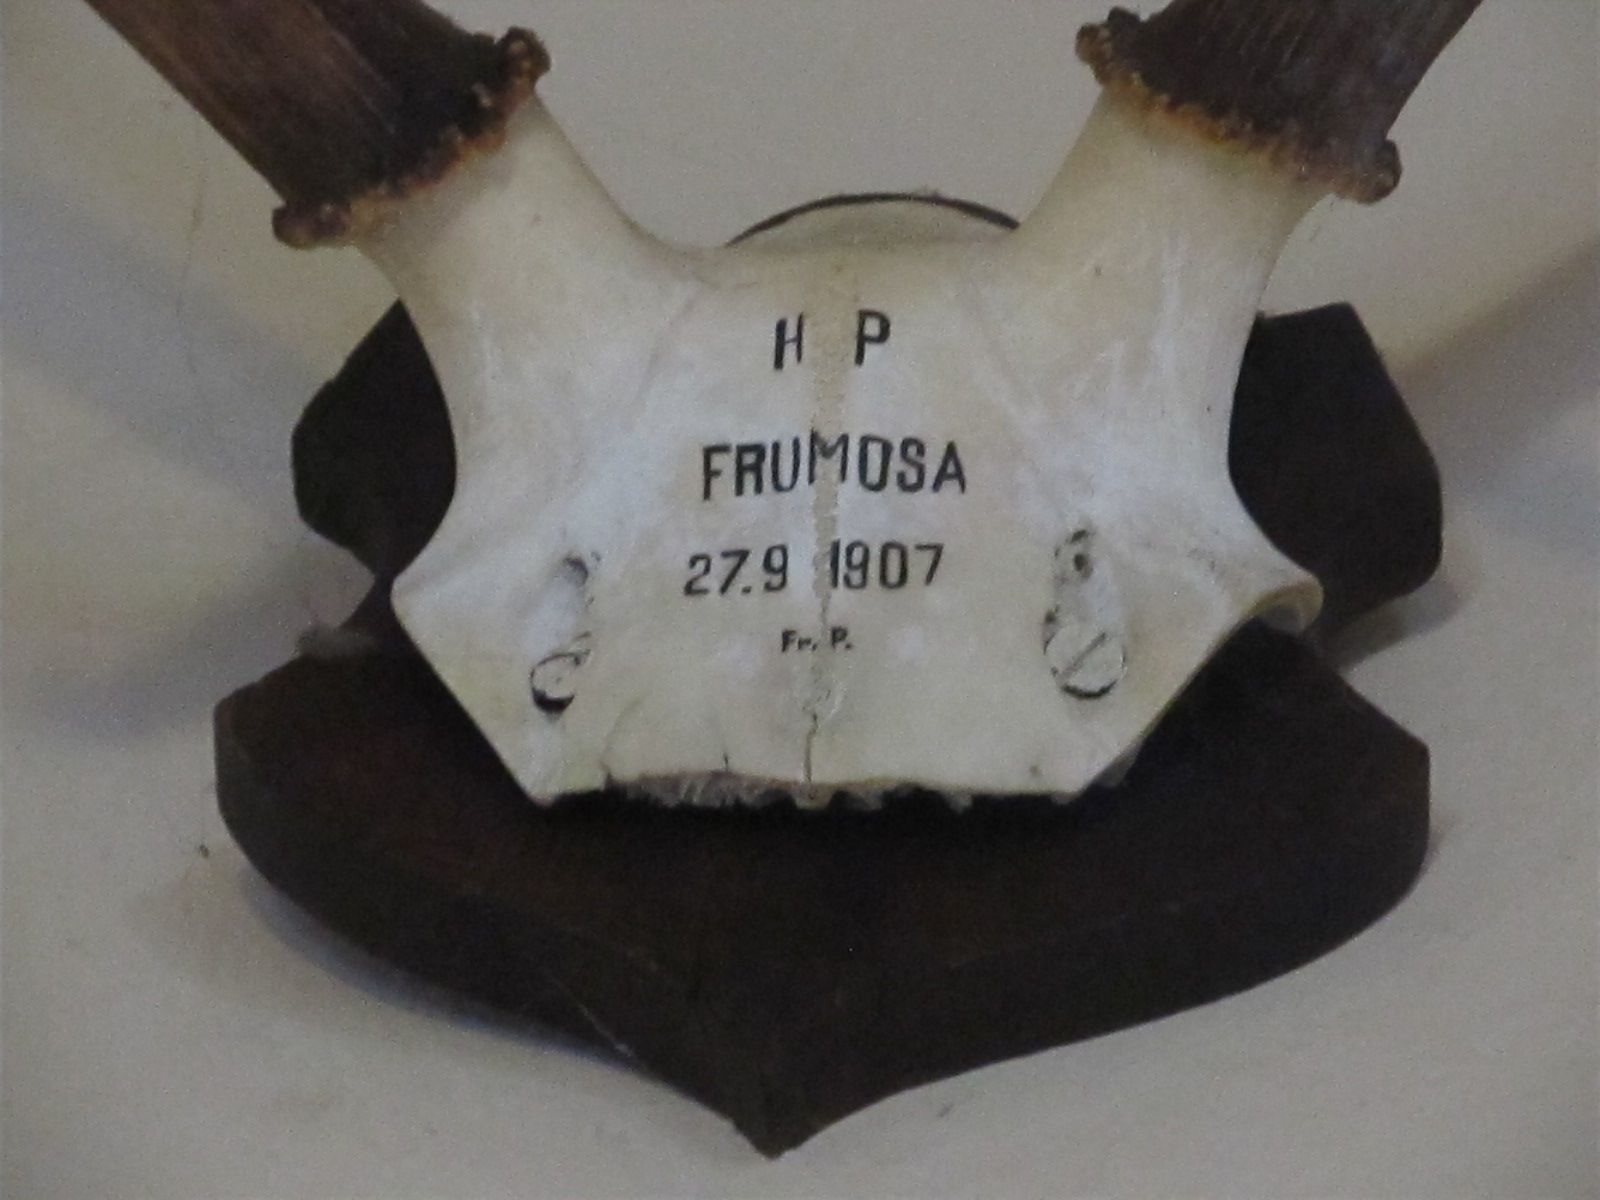 H P
FRUMOSA
27.9 1907
Fr. P.